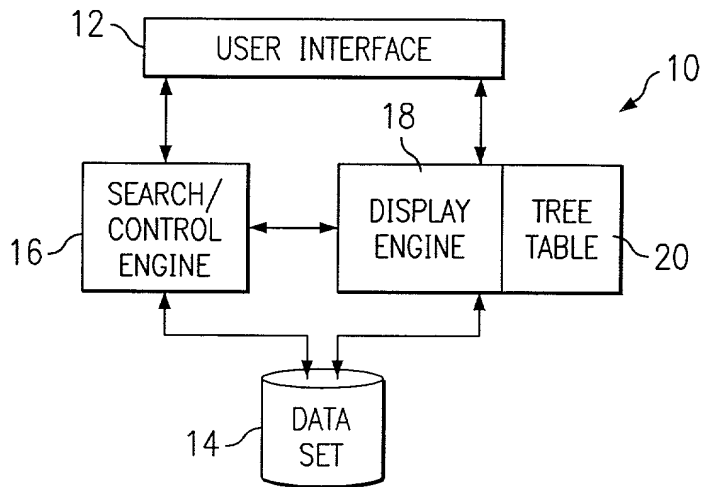 12
USER INTERFACE
10
18
SEARCH/
CONTROL
ENGINE
16
DISPLAY
ENGINE
TREE
TABLE
20
DATA
SET
14